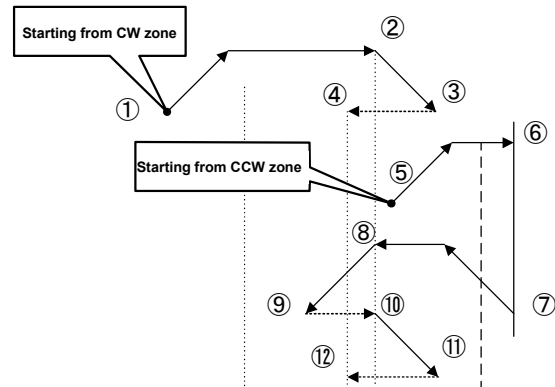 Starting from CW zone
②
① ④ ③
⑥
Starting from CCW zone ⑤
⑧
⑨ ⑩ ⑦
⑫ ⑪